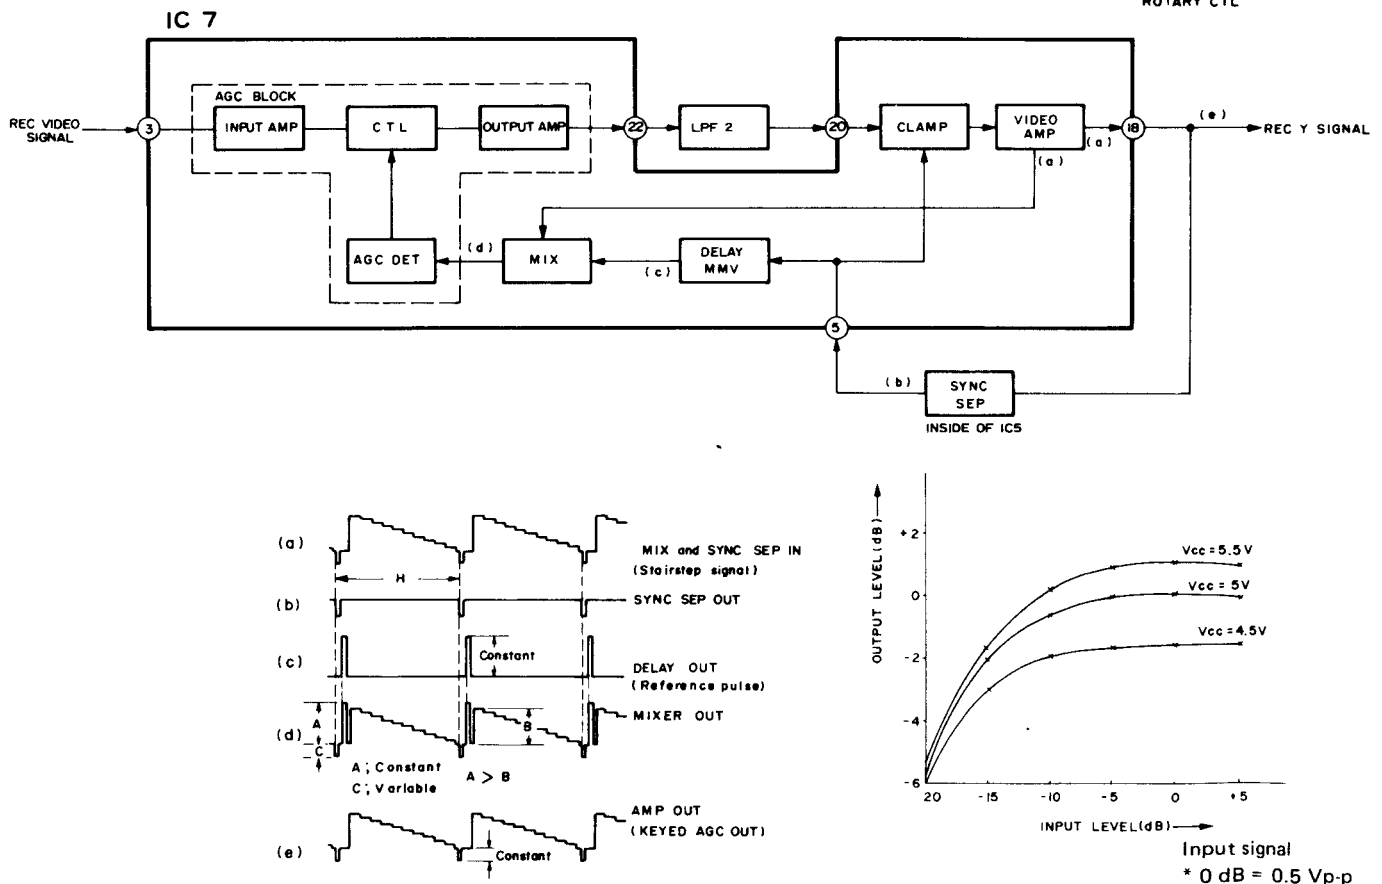 ROTARY CTL
IC 7
AGC BLOCK
REC VIDEO
SIGNAL
3
INPUT AMP
CTL
OUTPUT AMP
22
LPF 2
20
CLAMP
VIDEO
AMP
(a)
(a)
18
(e)
REC Y SIGNAL
AGC DET
(d)
MIX
(c)
DELAY
MMV
5
(b)
SYNC
SEP
INSIDE OF IC5
(a)
MIX and SYNC SEP IN
(Stairstep signal)
H
(b)
SYNC SEP OUT
(c)
Constant
DELAY OUT
(Reference pulse)
(d)
A
B
C
MIXER OUT
A; Constant
C; Variable
A > B
(e)
Constant
AMP OUT
(KEYED AGC OUT)
OUTPUT LEVEL(dB)
+2
0
-2
-4
-6
Vcc=5.5V
Vcc=5V
Vcc=4.5V
20
-15
-10
-5
0
+5
INPUT LEVEL(dB)
Input signal
* 0 dB = 0.5 Vp-p